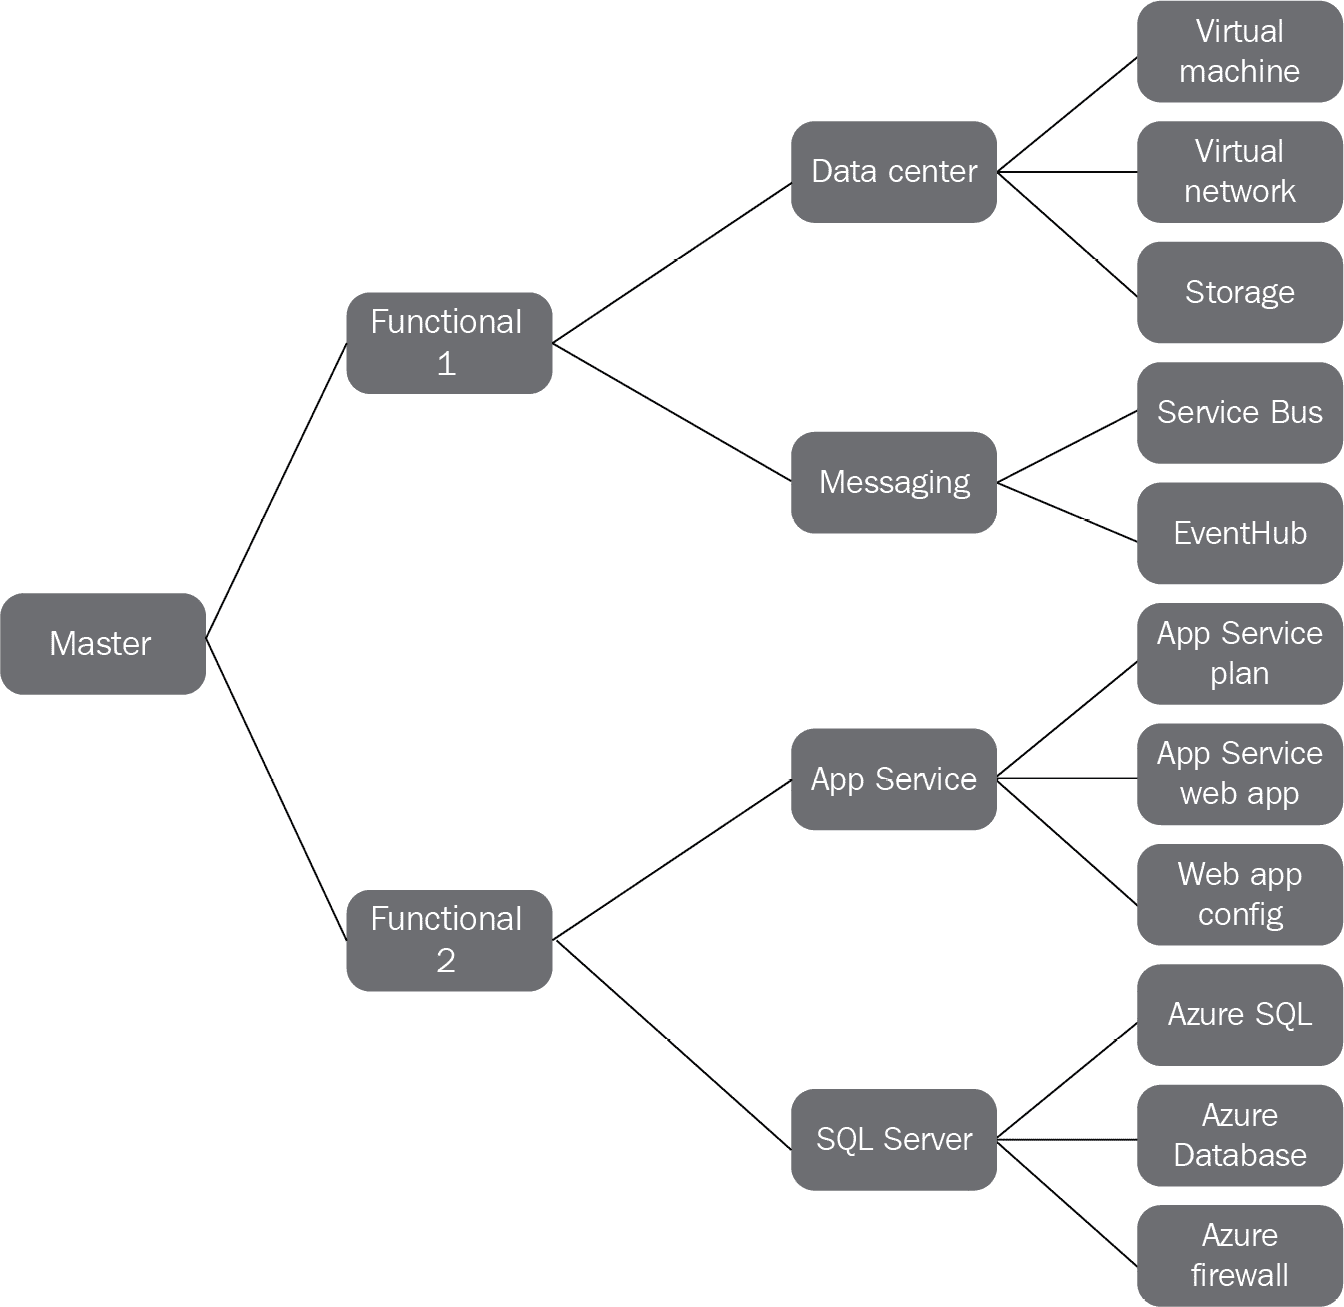 Master
Functional
1
Functional
2
Data center
Messaging
App Service
SQL Server
Virtual
machine
Virtual
network
Storage
Service Bus
EventHub
App Service
plan
App Service
web app
Web app
config
Azure SQL
Azure
Database
Azure
firewall